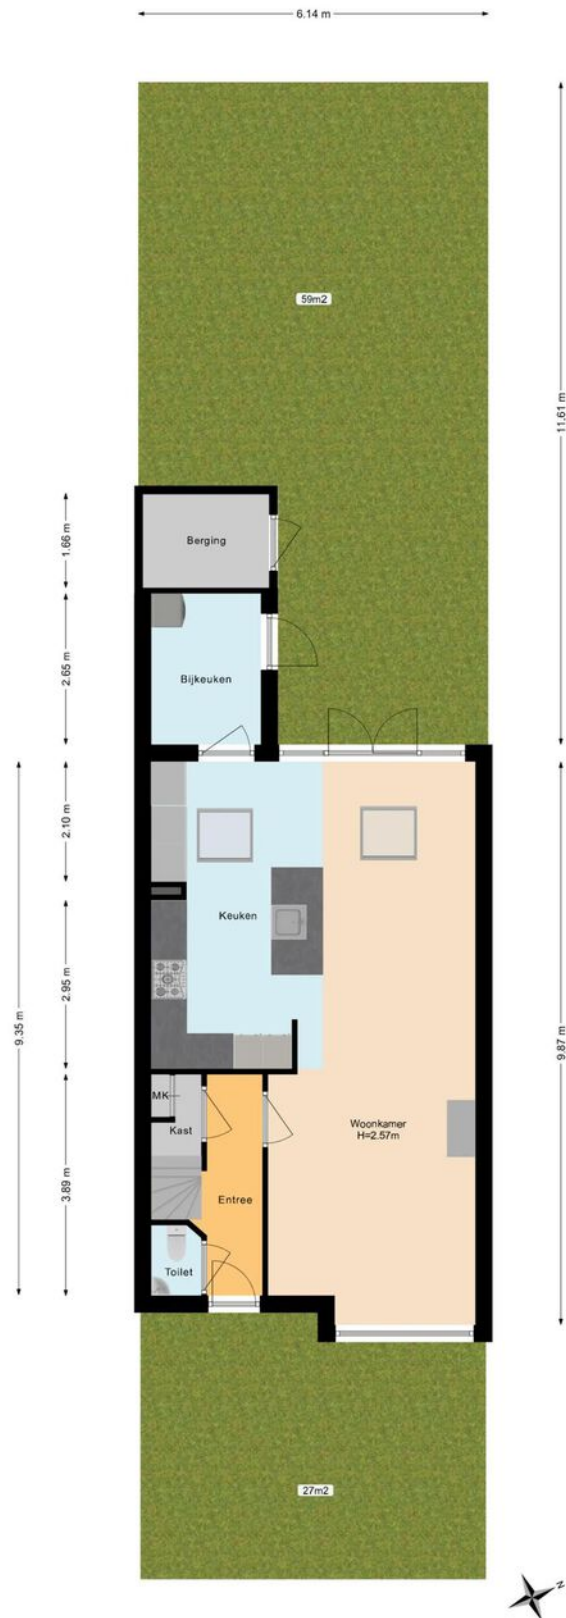 6.14 m
59m2
11.61 m
Berging
1.66 m
Bijkeuken
2.65 m
2.10 m
Keuken
2.95 m
9.35 m
9.87 m
MK
Kast
Woonkamer
H=2.57m
3.89 m
Entree
Toilet
27m2
N